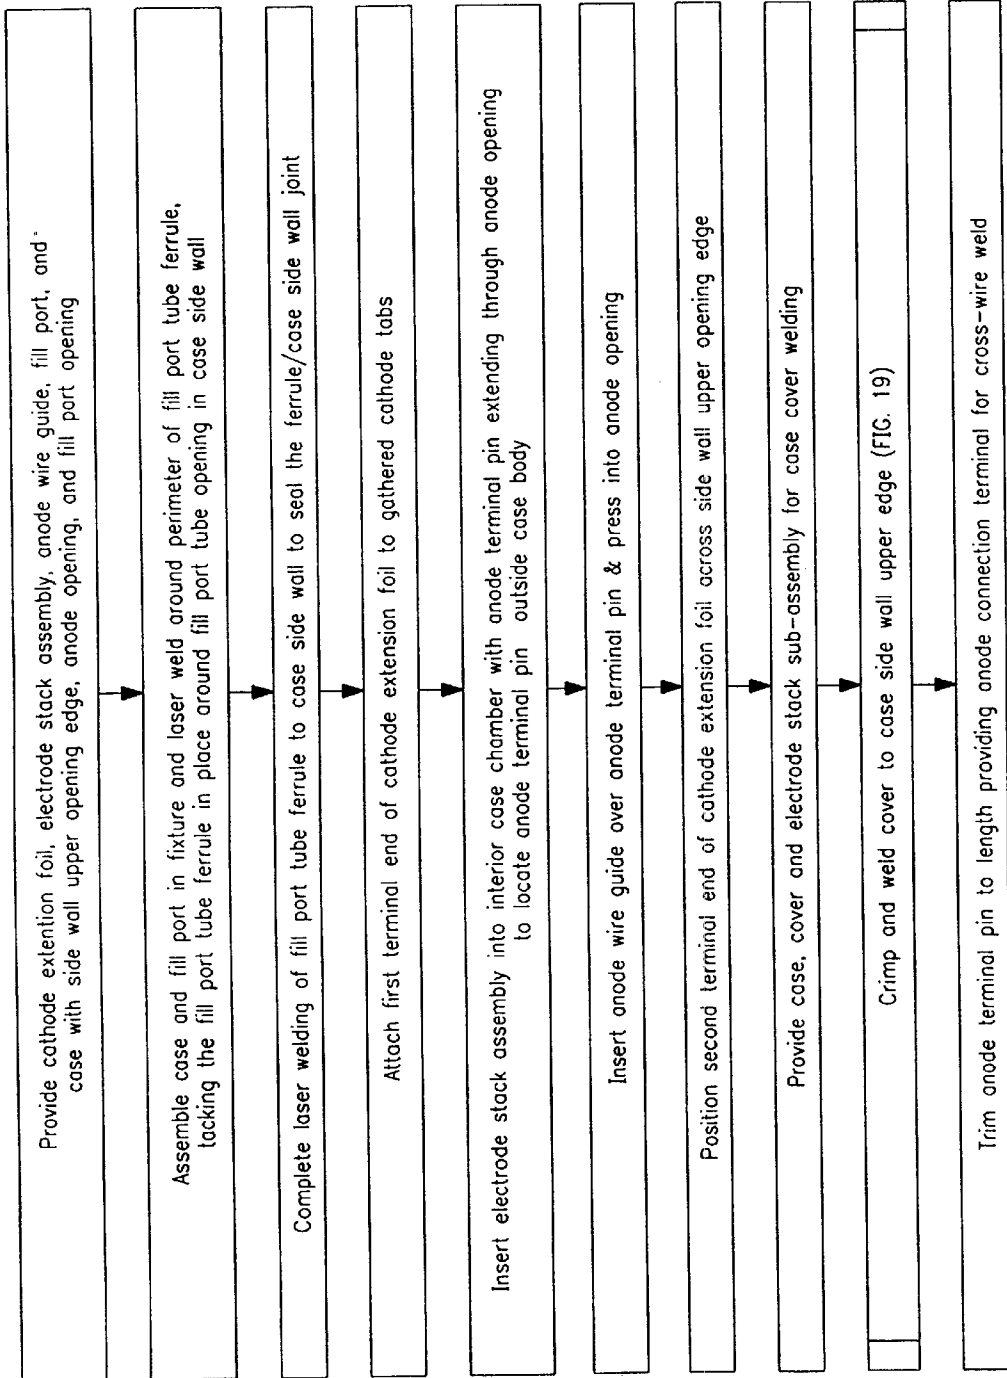 Provide cathode extention foil, electrode stack assembly, anode wire guide, fill port, and
case with side wall upper opening edge, anode opening, and fill port opening
Assemble case and fill port in fixture and laser weld around perimeter of fill port tube ferrule,
tacking the fill port tube ferrule in place around fill port tube opening in case side wall
Complete laser welding of fill port tube ferrule to case side wall to seal the ferrule/case side wall joint
Attach first terminal end of cathode extension foil to gathered cathode tabs
Insert electrode stack assembly into interior case chamber with anode terminal pin extending through anode opening
to locate anode terminal pin outside case body
Insert anode wire guide over anode terminal pin & press into anode opening
Position second terminal end of cathode extension foil across side wall upper opening edge
Provide case, cover and electrode stack sub-assembly for case cover welding
Crimp and weld cover to case side wall upper edge (FIG. 19)
Trim anode terminal pin to length providing anode connection terminal for cross-wire weld